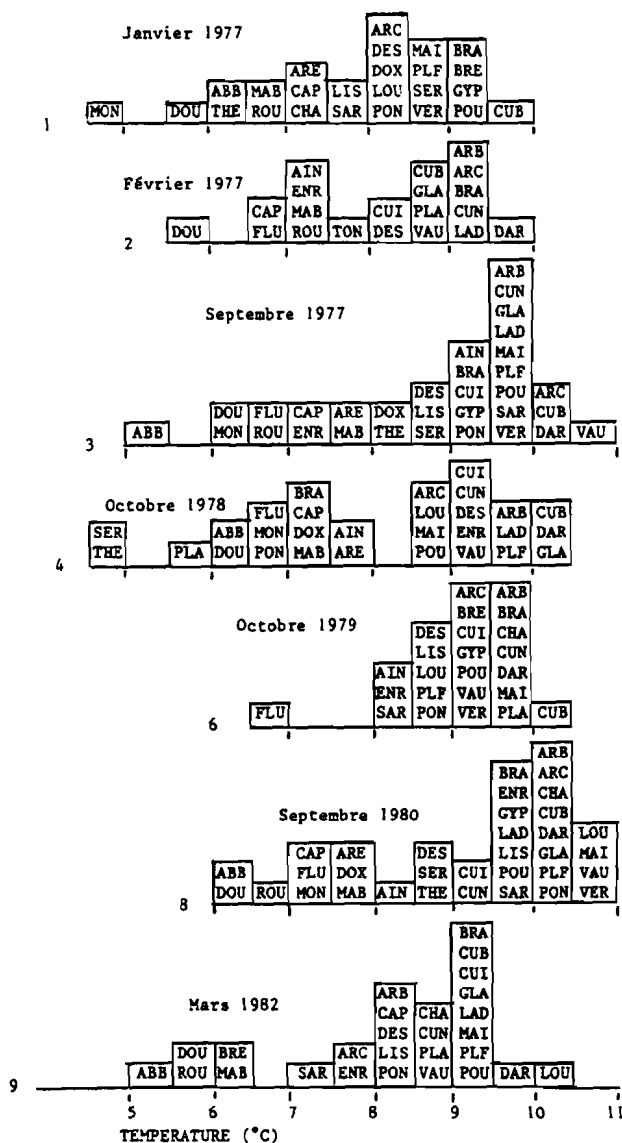 ARC
Janvier 1977 DES MAI BRA
ARE DOX PLF BRE
ABB MAB CAP LIS LOU SER GYP
MON DOU THE ROU CHA SAR PON VER POU CUB
1
ARB
AIN CUB ARC
Février 1977 ENR GLA BRA
CAP MAB CUI PLA CUN
DOU FLU ROU TON DES VAU LAD DAR
2
ARB
CUN
Septembre 1977 GLA
LAD
AIN MAI
BRA PLF
DES CUI POU ARC
DOU FLU CAP ARE DOX LIS GYP SAR CUB
ABB MON ROU ENR MAB THE SER PON VER DAR VAU
3
CUI
BRA ARC CUN
Octobre 1978 FLU CAP LOU DES ARB CUB
SER ABB MON DOX AIN MAI ENR LAD DAR
THE PLA DOU PON MAB ARE POU VAU PLF GLA
4
ARC ARB
BRE BRA
Octobre 1979 DES CUI CHA
LIS GYP CUN
AIN LOU POU DAR
ENR PLF VAU MAI
FLU SAR PON VER PLA CUB
6
ARB
BRA ARC
ENR CHA
Septembre 1980 GYP CUB
LAD DAR LOU
CAP ARE DES LIS GLA MAI
ABB FLU DOX SER CUI POU PLF VAU
DOU ROU MON MAB AIN THE CUN SAR PON VER
8
BRA
CUB
CUI
ARB GLA
Mars 1982 CAP CHA LAD
DES CUN MAI
DOU BRE ARC LIS PLA PLF
ABB ROU MAB SAR ENR PON VAU POU DAR LOU
9
5 6 7 8 9 10 11
TEMPERATURE (°C)